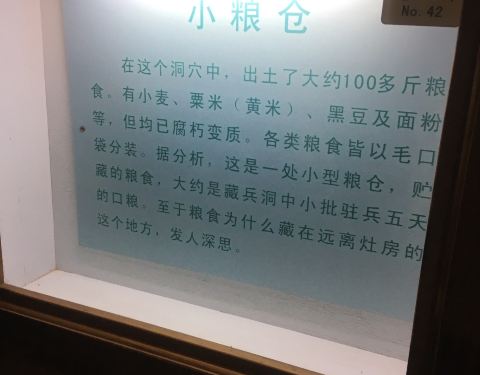 No. 42
小粮仓
在这个洞穴中，出土了大约100多斤粮
食。有小麦、粟米（黄米）、黑豆及面粉
等，但均已腐朽变质。各类粮食皆以毛口
袋分装。据分析，这是一处小型粮仓，贮
藏的粮食，大约是藏兵洞中小批驻兵五天
的口粮。至于粮食为什么藏在远离灶房的
这个地方，发人深思。